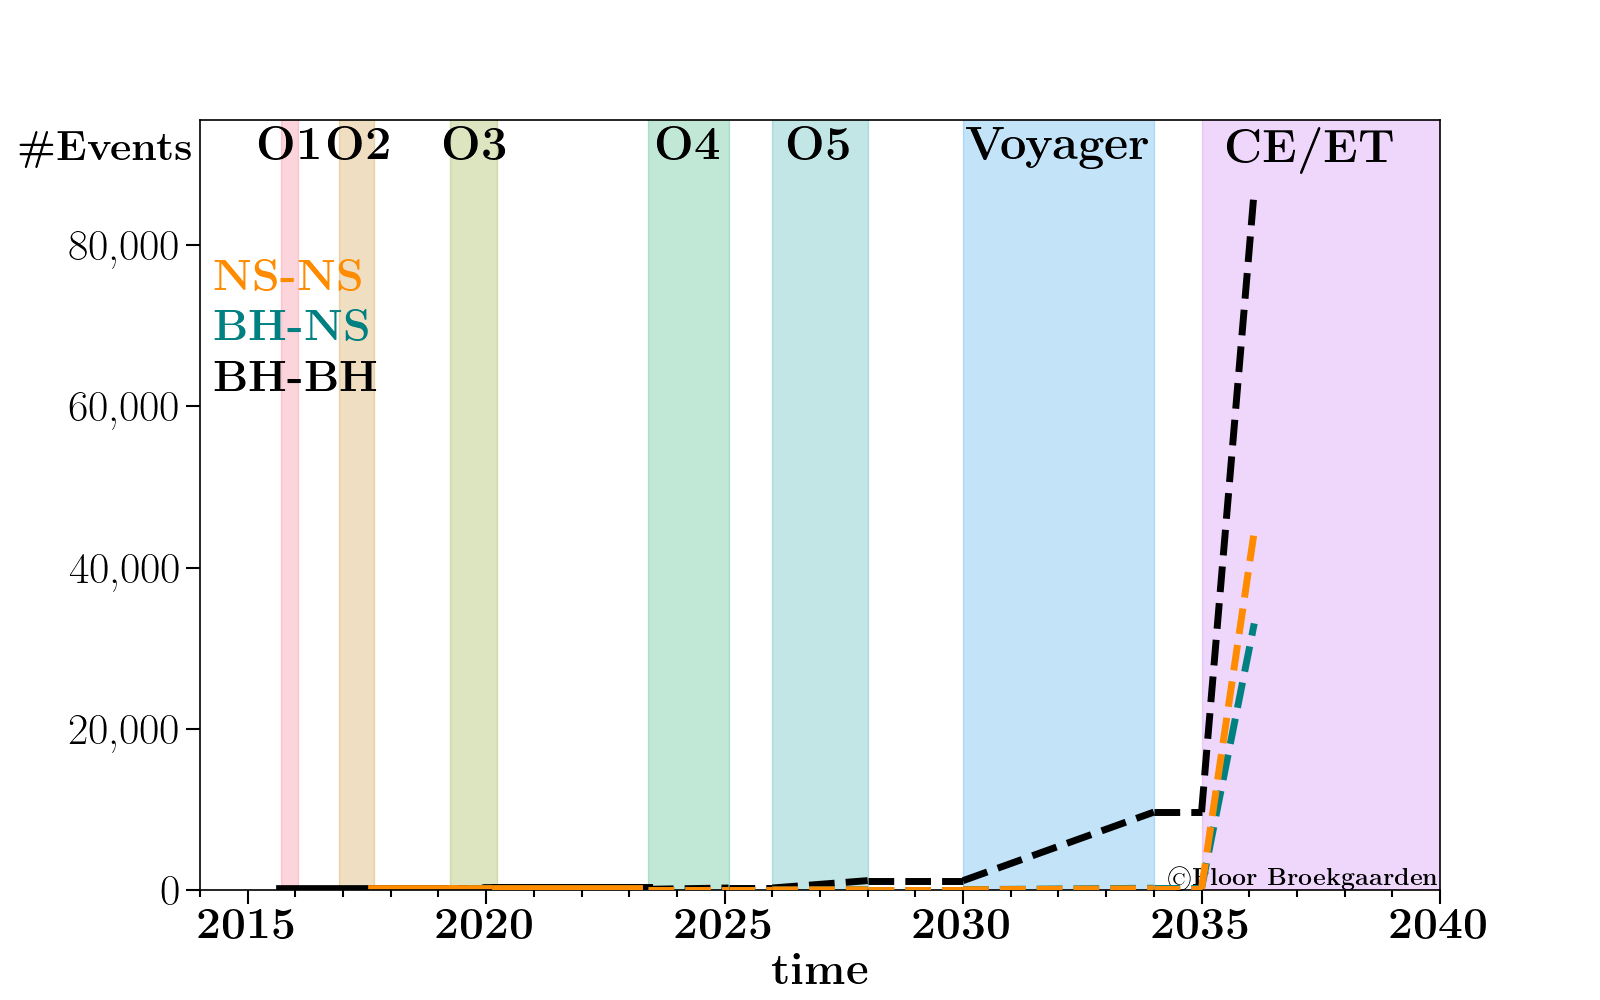 #Events O1 O2 O3 O4 O5 Voyager CE/ET
80,000
NS-NS
BH-NS
BH-BH
60,000
40,000
20,000
©Floor Broekgaarden
0
2015 2020 2025 2030 2035 2040
time